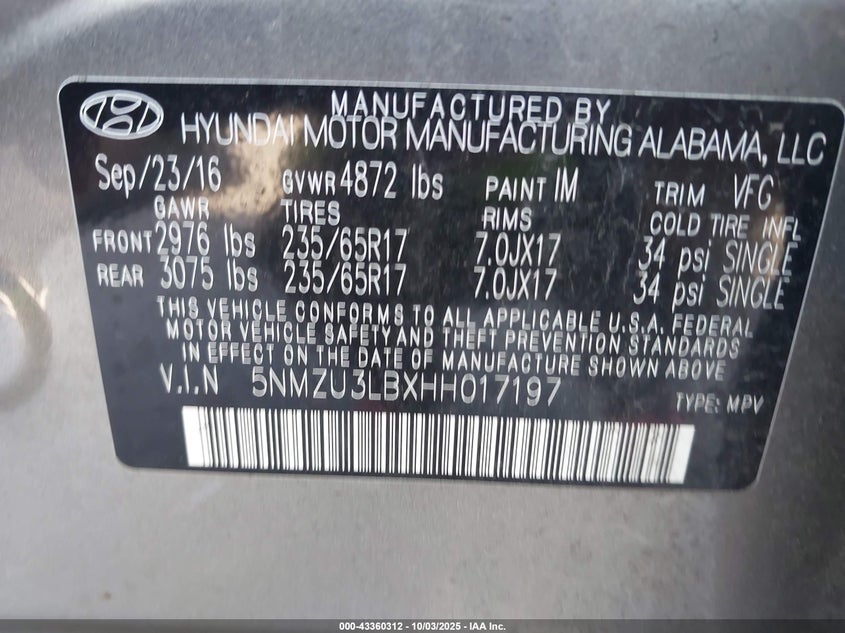 MANUFACTURED BY
HYUNDAI MOTOR MANUFACTURING ALABAMA, LLC
Sep/23/16 GVWR 4872 lbs PAINT IM TRIM VFG
GAWR TIRES RIMS COLD TIRE INFL
FRONT 2976 lbs 235/65R17 7.0JX17 34 psi SINGLE
REAR 3075 lbs 235/65R17 7.0JX17 34 psi SINGLE
THIS VEHICLE CONFORMS TO ALL APPLICABLE U.S.A. FEDERAL
MOTOR VEHICLE SAFETY AND THEFT PREVENTION STANDARDS
IN EFFECT ON THE DATE OF MANUFACTURE SHOWN ABOVE.
V.I.N 5NMZU3LBXHH017197 TYPE: MPV
000-43360312 - 10/03/2025 - IAA Inc.